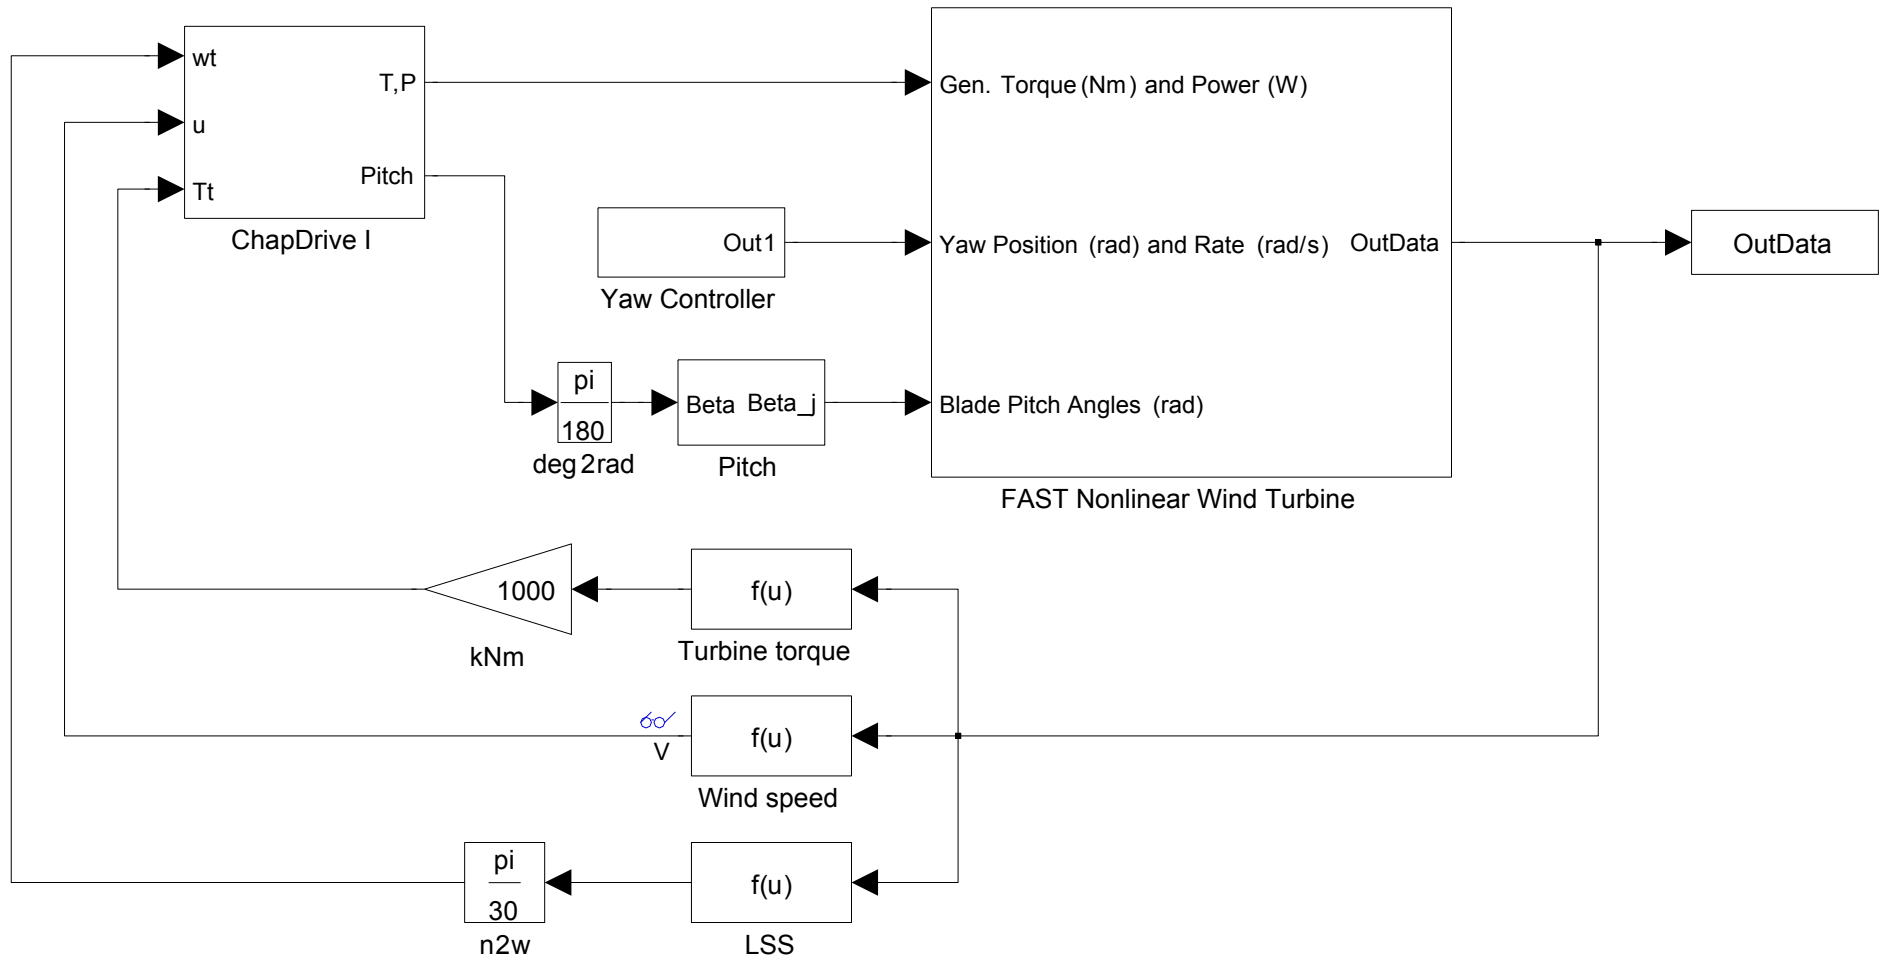 wt
T,P
u
Pitch
Tt
ChapDrive I
Gen. Torque (Nm) and Power (W)
Out1
Yaw Controller
Yaw Position (rad) and Rate (rad/s)
OutData
OutData
pi
180
deg2rad
Beta Beta_j
Pitch
Blade Pitch Angles (rad)
FAST Nonlinear Wind Turbine
1000
kNm
f(u)
Turbine torque
V
f(u)
Wind speed
pi
30
n2w
f(u)
LSS